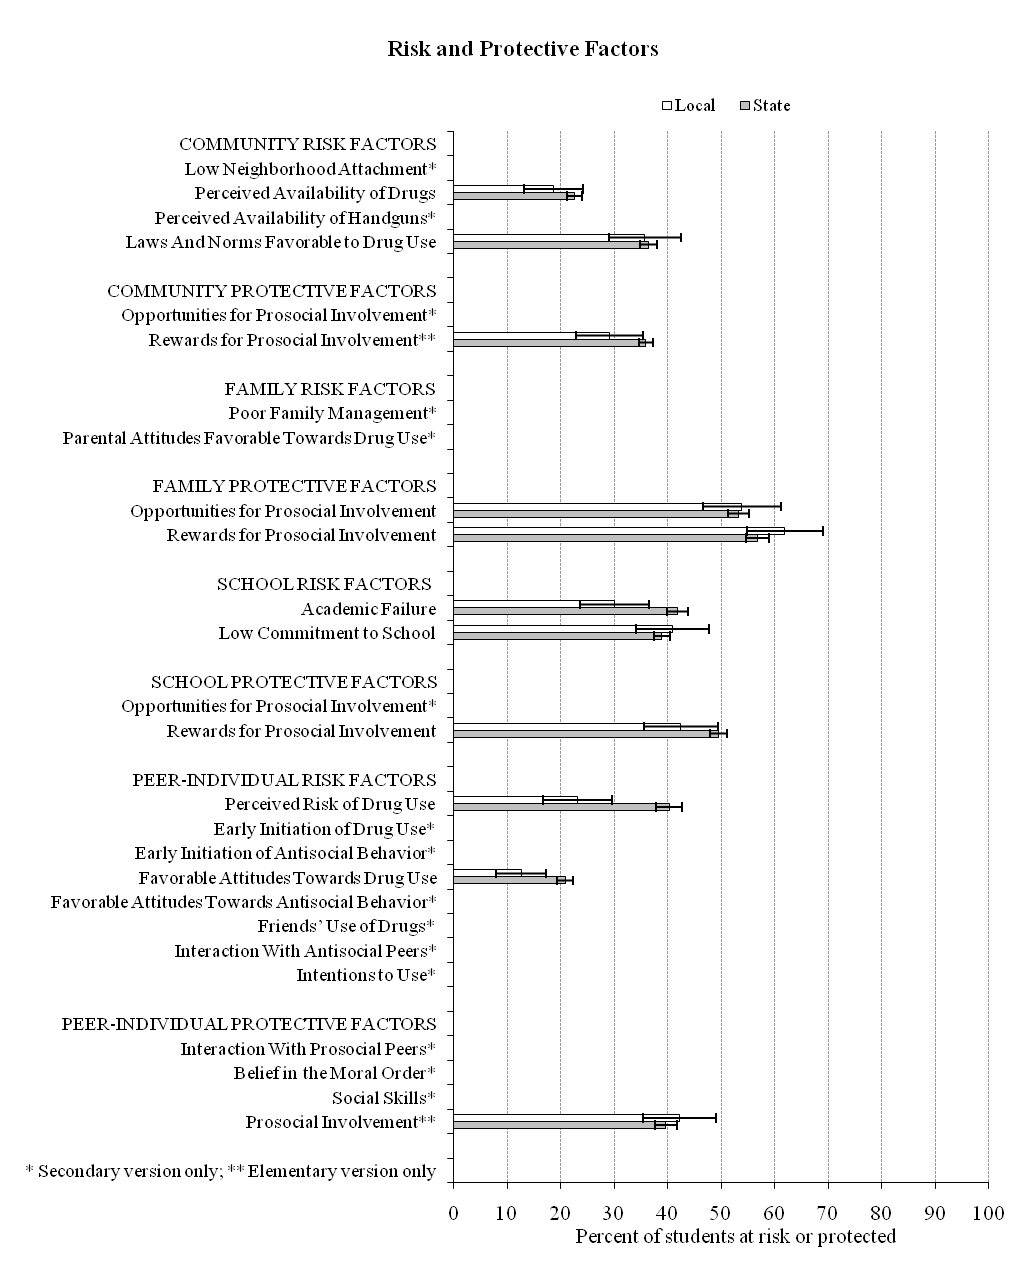 Risk and Protective Factors
Local State
COMMUNITY RISK FACTORS
Low Neighborhood Attachment*
Perceived Availability of Drugs
Perceived Availability of Handguns*
Laws And Norms Favorable to Drug Use
COMMUNITY PROTECTIVE FACTORS
Opportunities for Prosocial Involvement*
Rewards for Prosocial Involvement**
FAMILY RISK FACTORS
Poor Family Management*
Parental Attitudes Favorable Towards Drug Use*
FAMILY PROTECTIVE FACTORS
Opportunities for Prosocial Involvement
Rewards for Prosocial Involvement
SCHOOL RISK FACTORS
Academic Failure
Low Commitment to School
SCHOOL PROTECTIVE FACTORS
Opportunities for Prosocial Involvement*
Rewards for Prosocial Involvement
PEER-INDIVIDUAL RISK FACTORS
Perceived Risk of Drug Use
Early Initiation of Drug Use*
Early Initiation of Antisocial Behavior*
Favorable Attitudes Towards Drug Use
Favorable Attitudes Towards Antisocial Behavior*
Friends' Use of Drugs*
Interaction With Antisocial Peers*
Intentions to Use*
PEER-INDIVIDUAL PROTECTIVE FACTORS
Interaction With Prosocial Peers*
Belief in the Moral Order*
Social Skills*
Prosocial Involvement**
* Secondary version only; ** Elementary version only
0 10 20 30 40 50 60 70 80 90 100
Percent of students at risk or protected